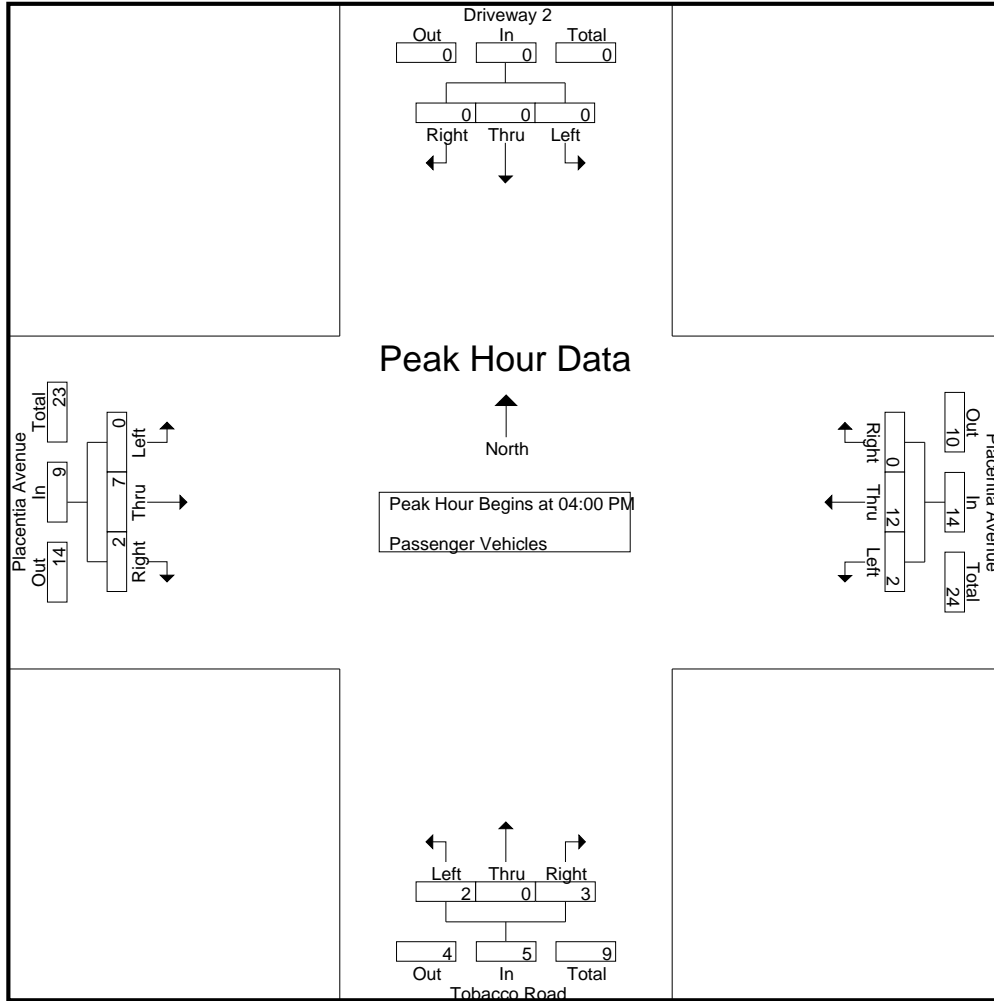 Driveway 2
Out In Total
0 0 0
0 0 0
Right Thru Left
Peak Hour Data
North
Peak Hour Begins at 04:00 PM
Passenger Vehicles
Placentia Avenue
Out In Total
14 9 23
Right Thru Left
2 7 0
Placentia Avenue
Out In Total
10 14 24
Right Thru Left
0 12 2
Left Thru Right
2 0 3
4 5 9
Out In Total
Tobacco Road